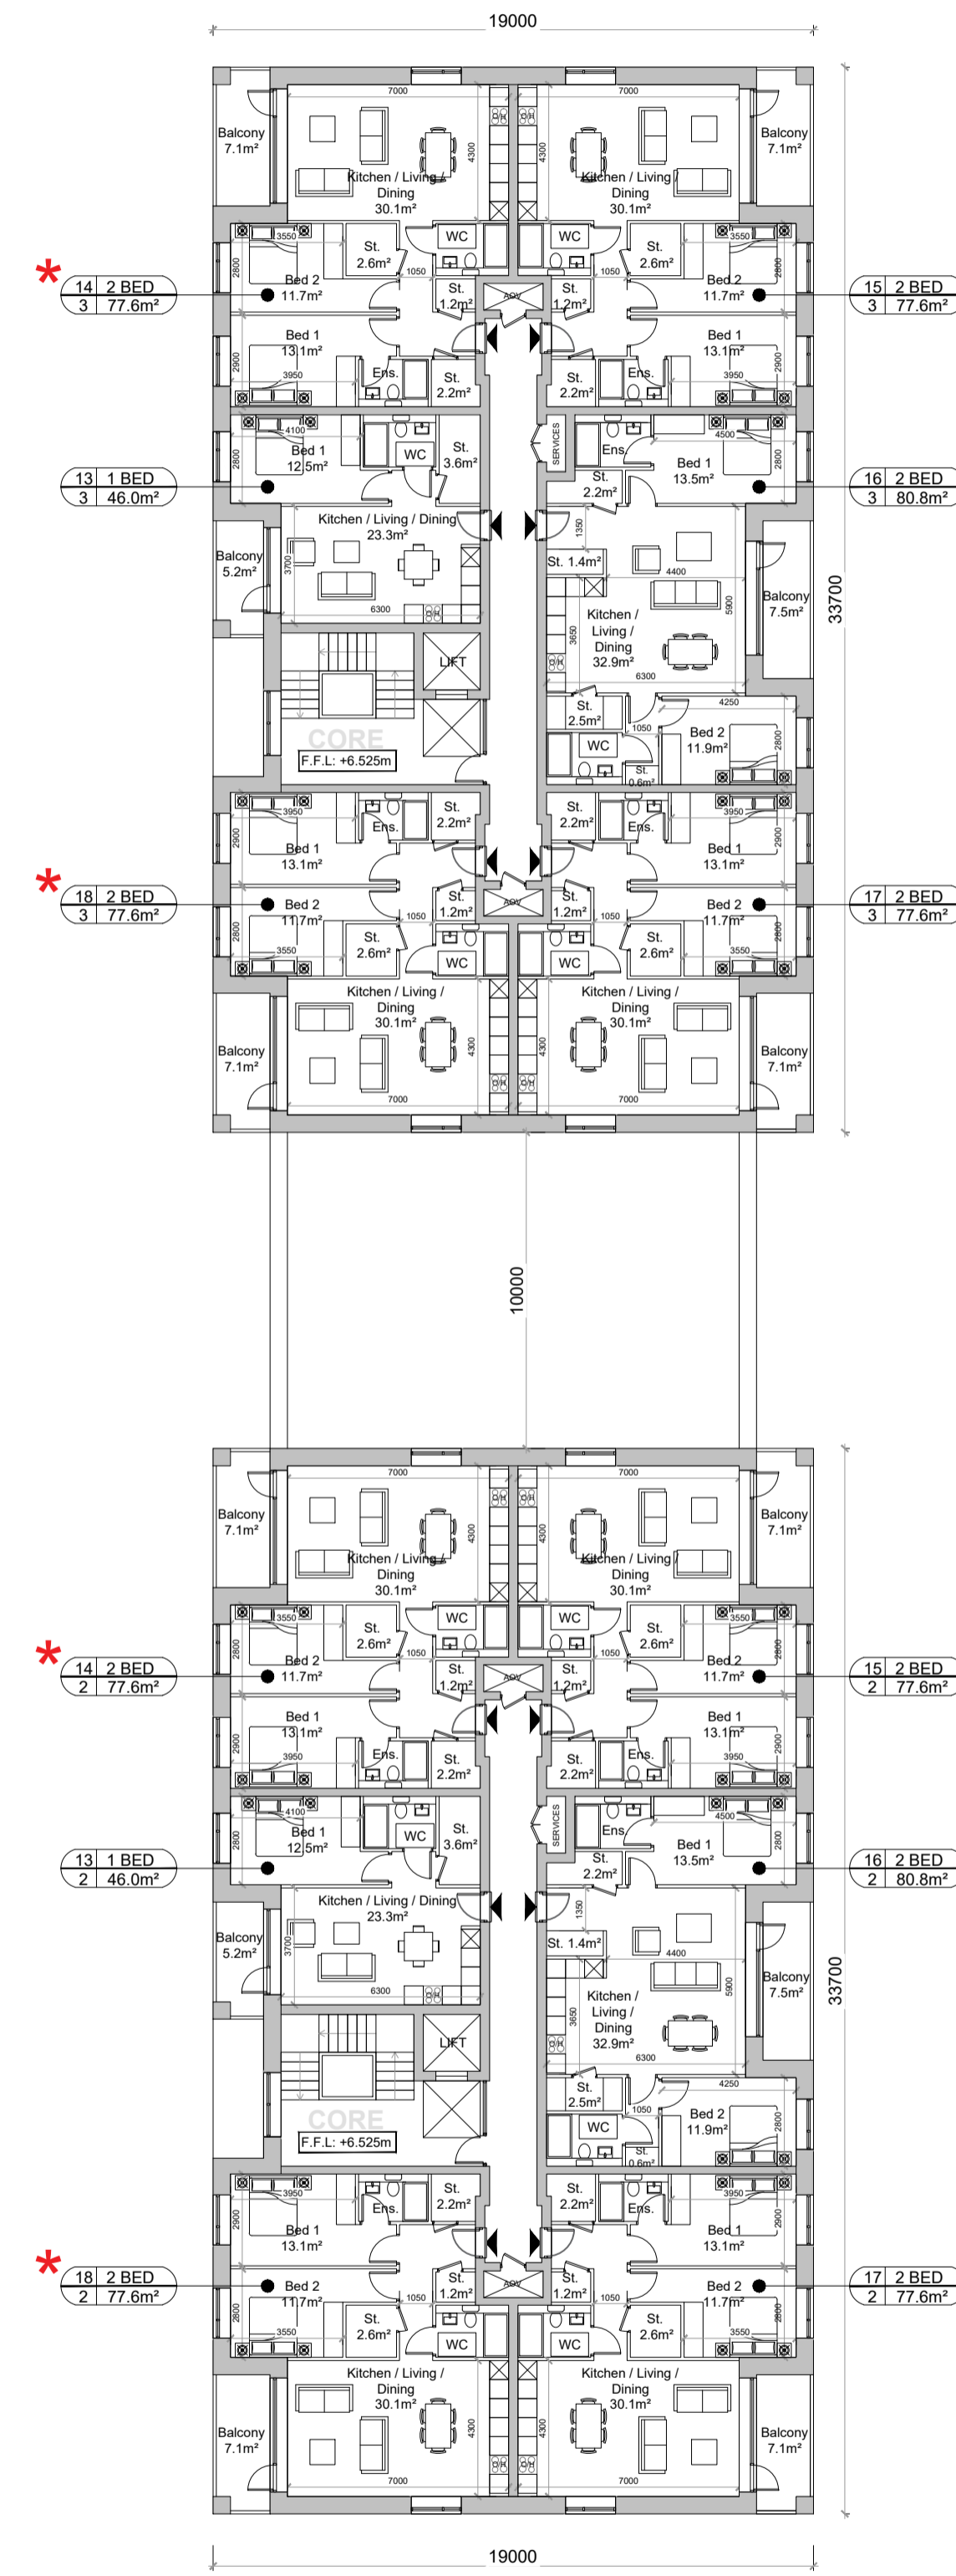 19000
7000
7000
Balcony
7.1m²
4300
Kitchen / Living /
Dining
30.1m²
4300
Kitchen / Living /
Dining
30.1m²
Balcony
7.1m²
3550
2800
St.
2.6m²
WC
WC
St.
2.6m²
3550
2800
*
14 2 BED
3 77.6m²
Bed 2
11.7m²
1050
St.
1.2m²
AOV
St.
1.2m²
1050
Bed 2
11.7m²
15 2 BED
3 77.6m²
Bed 1
13.1m²
2900
3950
Ens.
St.
2.2m²
St.
2.2m²
Ens.
Bed 1
13.1m²
3950
2900
4100
2800
Bed 1
12.5m²
WC
St.
3.6m²
SERVICES
Ens.
4500
Bed 1
13.5m²
2800
13 1 BED
3 46.0m²
St.
2.2m²
16 2 BED
3 80.8m²
Kitchen / Living / Dining
23.3m²
1350
Balcony
5.2m²
3700
6300
St. 1.4m²
4400
5900
Balcony
7.5m²
33700
Kitchen /
Living /
Dining
32.9m²
3650
LIFT
6300
CORE
F.F.L: +6.525m
St.
2.5m²
1050
4250
WC
St.
0.6m²
Bed 2
11.9m²
2800
3950
2900
Ens.
St.
2.2m²
St.
2.2m²
Ens.
3950
2900
Bed 1
13.1m²
Bed 1
13.1m²
*
18 2 BED
3 77.6m²
Bed 2
11.7m²
1050
St.
1.2m²
AOV
St.
1.2m²
1050
Bed 2
11.7m²
17 2 BED
3 77.6m²
2800
3550
St.
2.6m²
WC
WC
St.
2.6m²
3550
2800
Kitchen / Living /
Dining
30.1m²
Kitchen / Living /
Dining
30.1m²
Balcony
7.1m²
4300
4300
Balcony
7.1m²
7000
7000
10000
7000
7000
Balcony
7.1m²
4300
Kitchen / Living /
Dining
30.1m²
4300
Kitchen / Living /
Dining
30.1m²
Balcony
7.1m²
3550
2800
St.
2.6m²
WC
WC
St.
2.6m²
3550
2800
*
14 2 BED
2 77.6m²
Bed 2
11.7m²
1050
St.
1.2m²
AOV
St.
1.2m²
1050
Bed 2
11.7m²
15 2 BED
2 77.6m²
Bed 1
13.1m²
2900
3950
Ens.
St.
2.2m²
St.
2.2m²
Ens.
Bed 1
13.1m²
3950
2900
4100
2800
Bed 1
12.5m²
WC
St.
3.6m²
SERVICES
Ens.
4500
Bed 1
13.5m²
2800
13 1 BED
2 46.0m²
St.
2.2m²
16 2 BED
2 80.8m²
Kitchen / Living / Dining
23.3m²
1350
Balcony
5.2m²
3700
6300
St. 1.4m²
4400
5900
Balcony
7.5m²
33700
Kitchen /
Living /
Dining
32.9m²
3650
LIFT
6300
CORE
F.F.L: +6.525m
St.
2.5m²
1050
4250
WC
St.
0.6m²
Bed 2
11.9m²
2800
3950
2900
Ens.
St.
2.2m²
St.
2.2m²
Ens.
3950
2900
Bed 1
13.1m²
Bed 1
13.1m²
*
18 2 BED
2 77.6m²
Bed 2
11.7m²
1050
St.
1.2m²
AOV
St.
1.2m²
1050
Bed 2
11.7m²
17 2 BED
2 77.6m²
2800
3550
St.
2.6m²
WC
WC
St.
2.6m²
3550
2800
Kitchen / Living /
Dining
30.1m²
Kitchen / Living /
Dining
30.1m²
Balcony
7.1m²
4300
4300
Balcony
7.1m²
7000
7000
19000